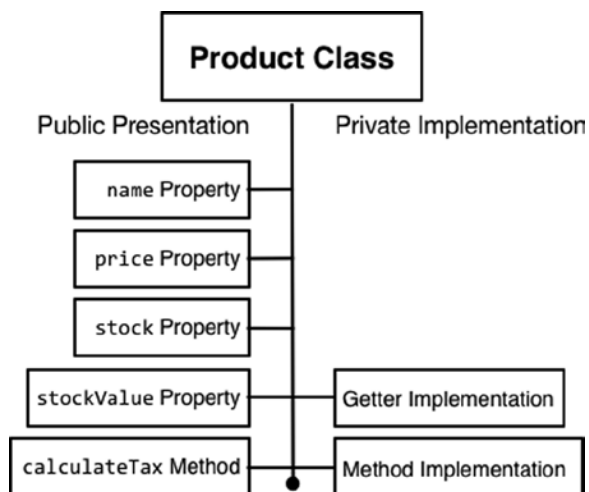 Product Class
Public Presentation Private Implementation
name Property
price Property
stock Property
stockValue Property Getter Implementation
calculateTax Method Method Implementation